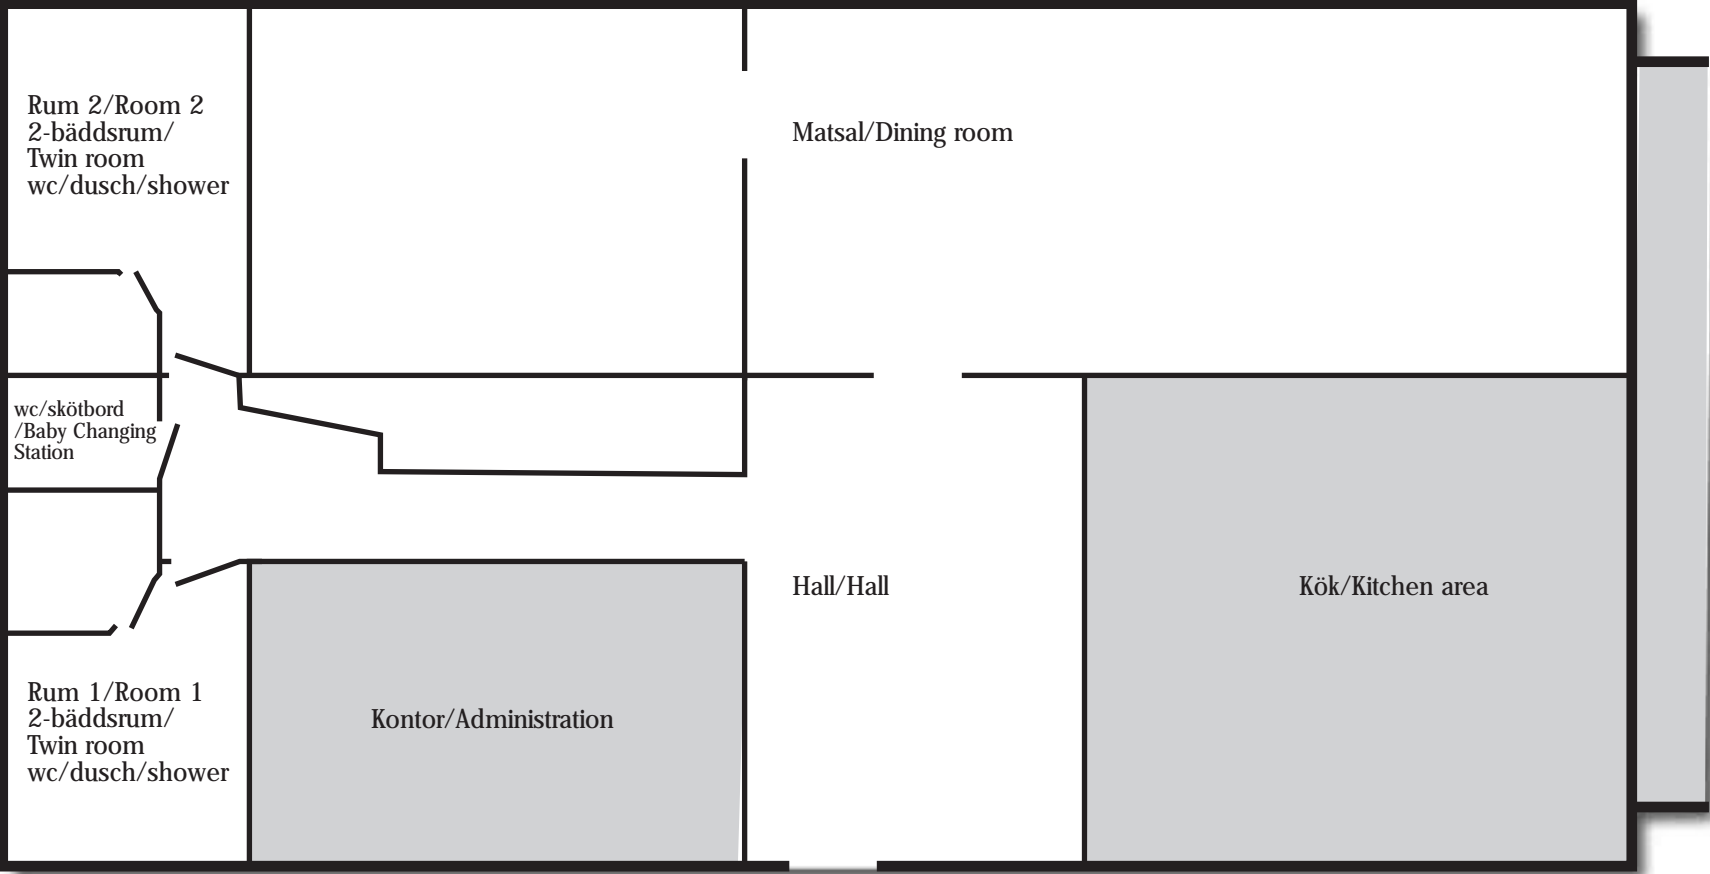 Rum 2/Room 2
2-bäddsrum/
Twin room
wc/dusch/shower
Matsal/Dining room
wc/skötbord
/Baby Changing
Station
Hall/Hall
Kök/Kitchen area
Rum 1/Room 1
2-bäddsrum/
Twin room
wc/dusch/shower
Kontor/Administration